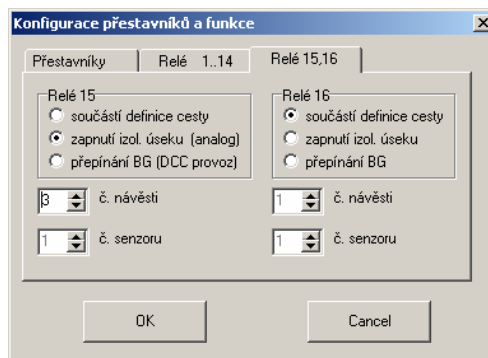 Konfigurace přestavníků a funkce
Přestavníky Relé 1..14 Relé 15,16
Relé 15
součástí definice cesty
zapnutí izol. úseku (analog)
přepínání BG (DCC provoz)
3 č. návěsti
1 č. senzoru
Relé 16
součástí definice cesty
zapnutí izol. úseku
přepínání BG
1 č. návěsti
1 č. senzoru
OK Cancel